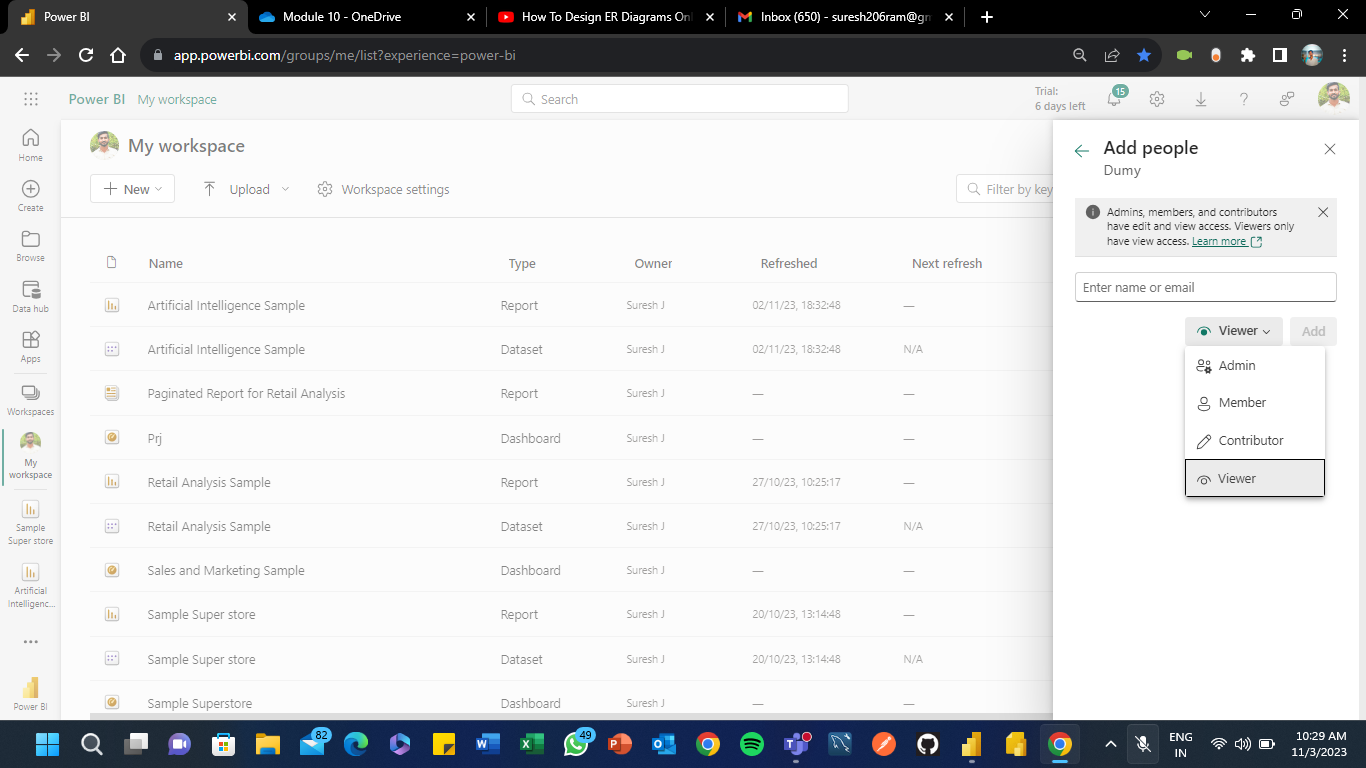 Power BI
Module 10 - OneDrive
How To Design ER Diagrams Onl
Inbox (650) - suresh206ram@gm
app.powerbi.com/groups/me/list?experience=power-bi
Power BI My workspace
Search
Trial:
6 days left
15
Home
Create
Browse
Data hub
Apps
Workspaces
My
workspace
Sample
Super store
Artificial
Intelligenc...
Power BI
My workspace
New
Upload
Workspace settings
Filter by key
Name Type Owner Refreshed Next refresh
Artificial Intelligence Sample Report Suresh J 02/11/23, 18:32:48 —
Artificial Intelligence Sample Dataset Suresh J 02/11/23, 18:32:48 N/A
Paginated Report for Retail Analysis Report Suresh J — —
Prj Dashboard Suresh J — —
Retail Analysis Sample Report Suresh J 27/10/23, 10:25:17 —
Retail Analysis Sample Dataset Suresh J 27/10/23, 10:25:17 N/A
Sales and Marketing Sample Dashboard Suresh J — —
Sample Super store Report Suresh J 20/10/23, 13:14:48 —
Sample Super store Dataset Suresh J 20/10/23, 13:14:48 N/A
Sample Superstore Dashboard Suresh J — —
Add people
Dumy
Admins, members, and contributors
have edit and view access. Viewers only
have view access. Learn more
Enter name or email
Viewer
Add
Admin
Member
Contributor
Viewer
82
49
ENG
IN
10:29 AM
11/3/2023